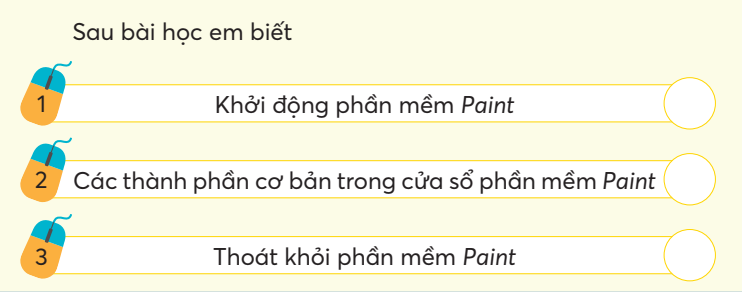 Sau bài học em biết
1 Khởi động phần mềm Paint
2 Các thành phần cơ bản trong cửa sổ phần mềm Paint
3 Thoát khỏi phần mềm Paint